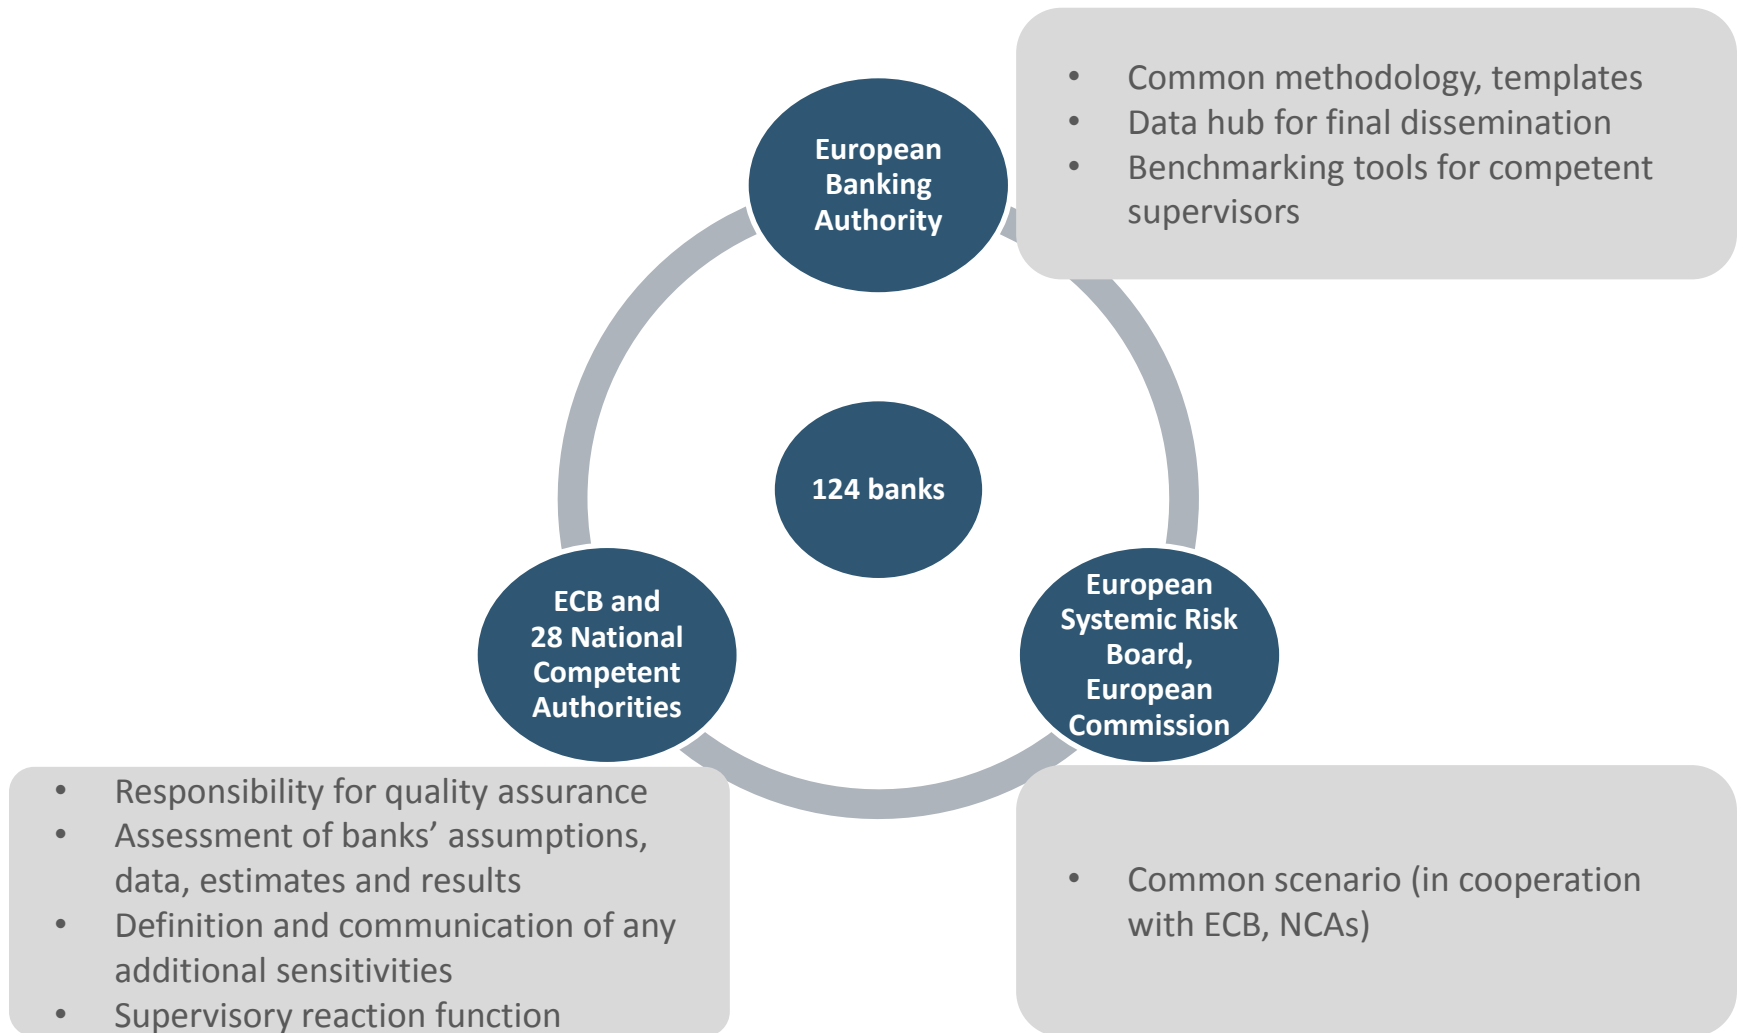 European
Banking
Authority
• Common methodology, templates
• Data hub for final dissemination
• Benchmarking tools for competent
supervisors
124 banks
ECB and
28 National
Competent
Authorities
• Responsibility for quality assurance
• Assessment of banks’ assumptions,
data, estimates and results
• Definition and communication of any
additional sensitivities
• Supervisory reaction function
European
Systemic Risk
Board,
European
Commission
• Common scenario (in cooperation
with ECB, NCAs)